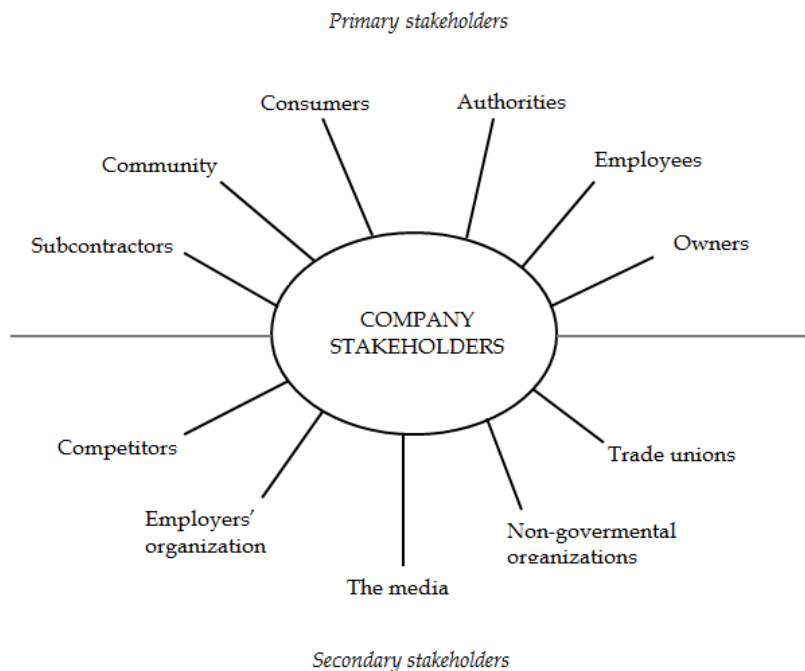 Primary stakeholders
Consumers
Authorities
Community
Employees
Subcontractors
Owners
COMPANY
STAKEHOLDERS
Competitors
Trade unions
Employers'
organization
Non-govermental
organizations
The media
Secondary stakeholders